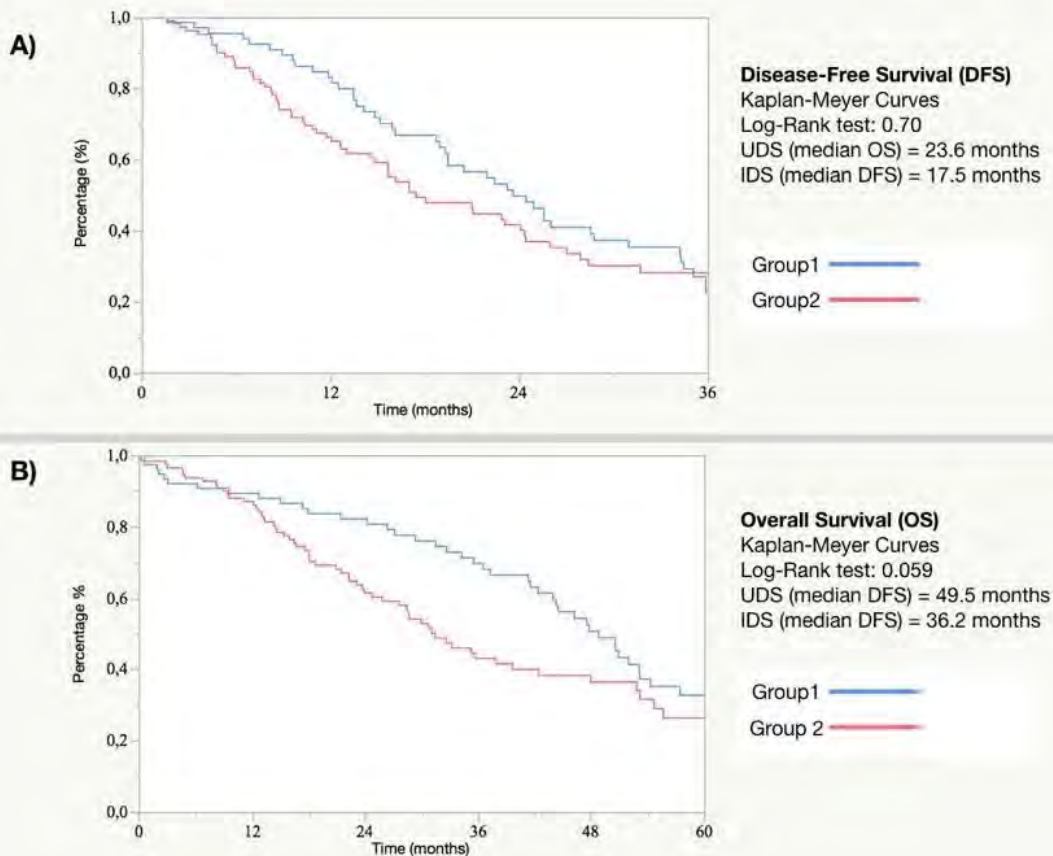 A)
1,0
0,8
0,6
0,4
0,2
0,0
Percentage (%)
0
12
24
36
Time (months)
Disease-Free Survival (DFS)
Kaplan-Meyer Curves
Log-Rank test: 0.70
UDS (median OS) = 23.6 months
IDS (median DFS) = 17.5 months
Group1
Group2
B)
1,0
0,8
0,6
0,4
0,2
0,0
Percentage %
0
12
24
36
48
60
Time (months)
Overall Survival (OS)
Kaplan-Meyer Curves
Log-Rank test: 0.059
UDS (median DFS) = 49.5 months
IDS (median DFS) = 36.2 months
Group1
Group 2